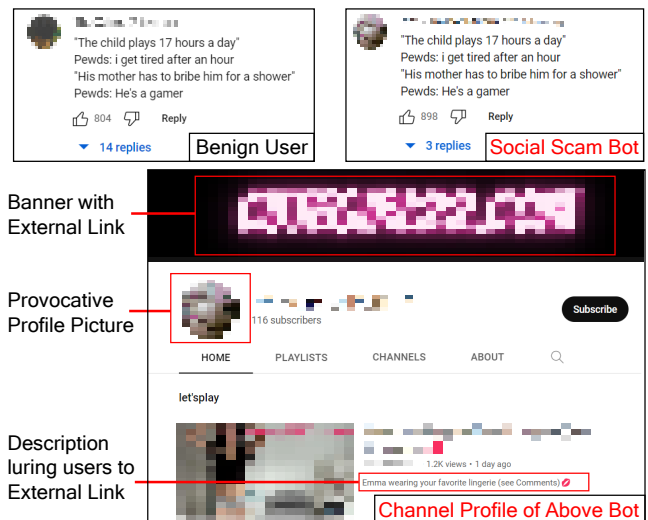 "The child plays 17 hours a day"
Pewds: i get tired after an hour
"His mother has to bribe him for a shower"
Pewds: He's a gamer
804 Reply
14 replies
Benign User
"The child plays 17 hours a day"
Pewds: i get tired after an hour
"His mother has to bribe him for a shower"
Pewds: He's a gamer
898 Reply
3 replies
Social Scam Bot
Banner with
External Link
Provocative
Profile Picture
116 subscribers
Subscribe
HOME PLAYLISTS CHANNELS ABOUT
let'splay
1.2K views • 1 day ago
Description
luring users to
External Link
Emma wearing your favorite lingerie (see Comments) 💋
Channel Profile of Above Bot